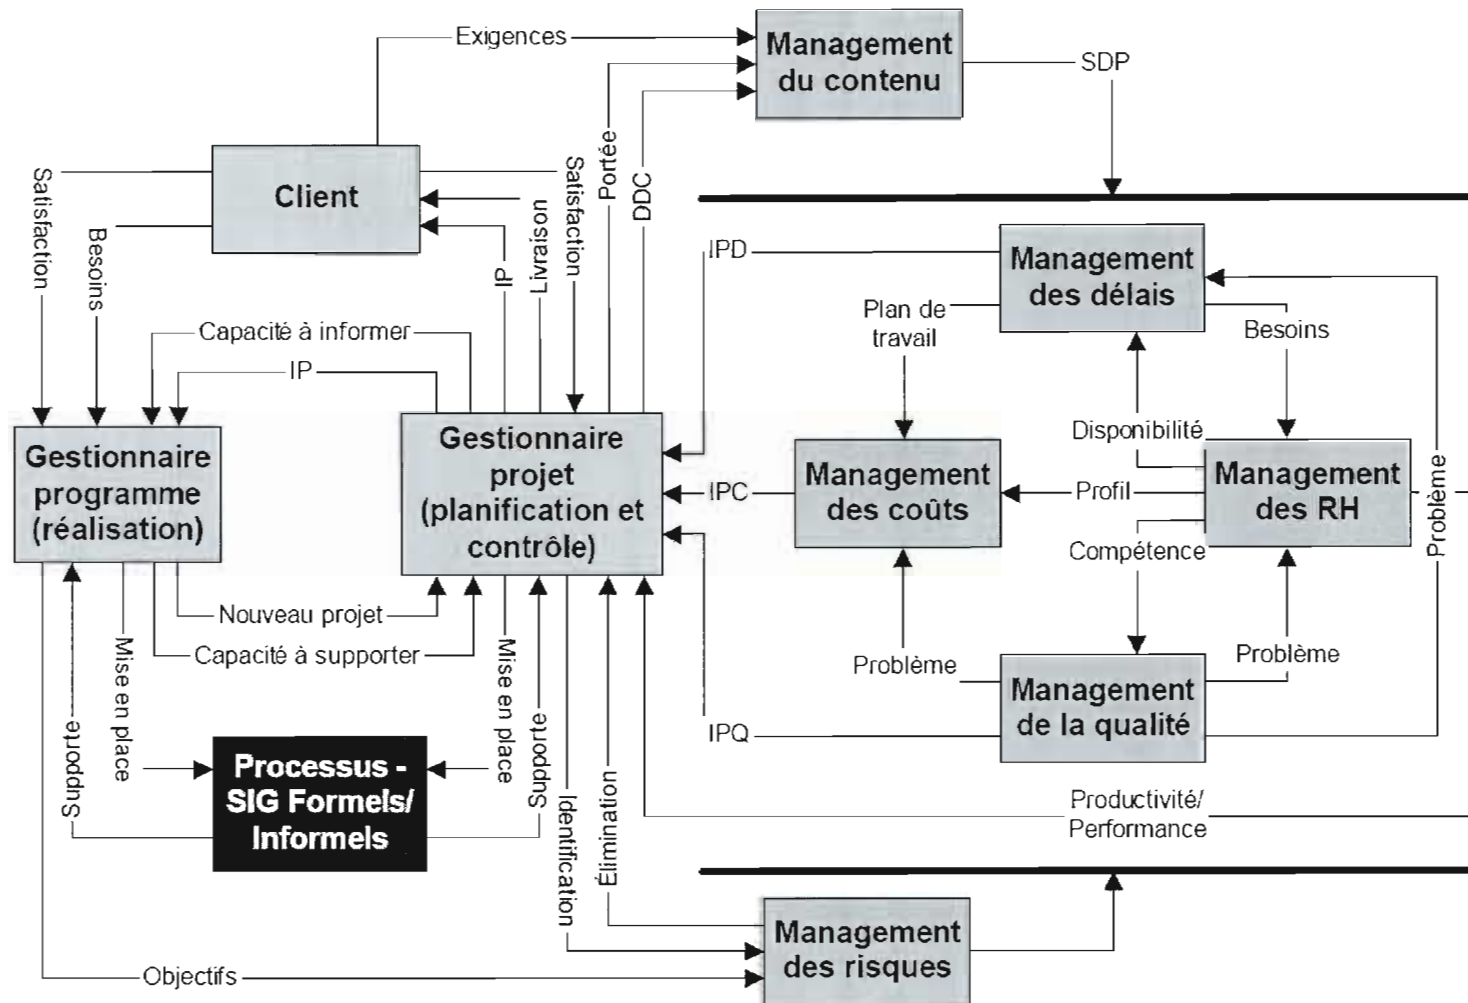 Exigences
Management
du contenu
SDP
Client
Satisfaction
Besoins
IP
Livraison
Satisfaction
Portée
DDC
IPD
Management
des délais
Plan de
travail
Besoins
Capacité à informer
IP
Gestionnaire
programme
(réalisation)
Gestionnaire
projet
(planification et
contrôle)
IPC
Management
des coûts
Disponibilité
Profil
Compétence
Management
des RH
Problème
Nouveau projet
Capacité à supporter
Problème
Problème
Management
de la qualité
IPQ
Supporte
Mise en place
Processus -
SIG Formels/
Informels
Mise en place
Supporte
Identification
Élimination
Productivité/
Performance
Management
des risques
Objectifs